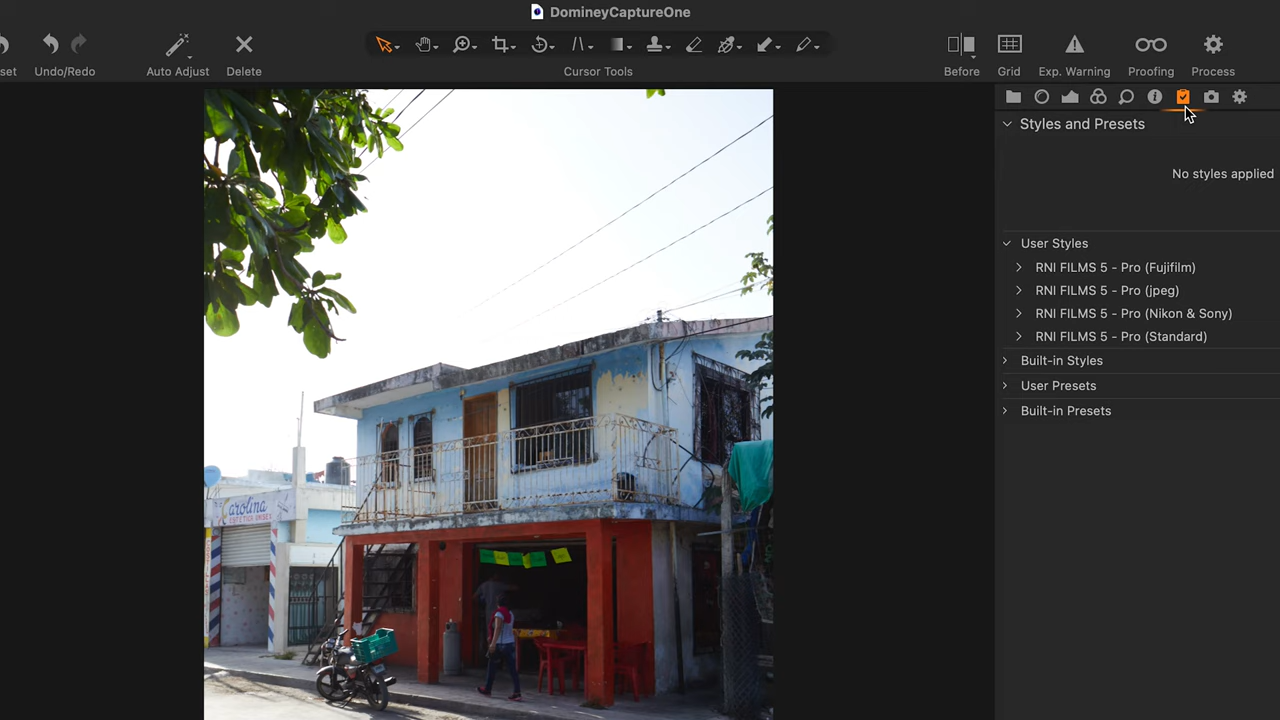 DomineyCaptureOne
set
Undo/Redo
Auto Adjust
Delete
Cursor Tools
Before
Grid
Exp. Warning
Proofing
Process
Styles and Presets
No styles applied
User Styles
RNI FILMS 5 - Pro (Fujifilm)
RNI FILMS 5 - Pro (jpeg)
RNI FILMS 5 - Pro (Nikon & Sony)
RNI FILMS 5 - Pro (Standard)
Built-in Styles
User Presets
Built-in Presets
Carolina
ESTETICA UNISEX